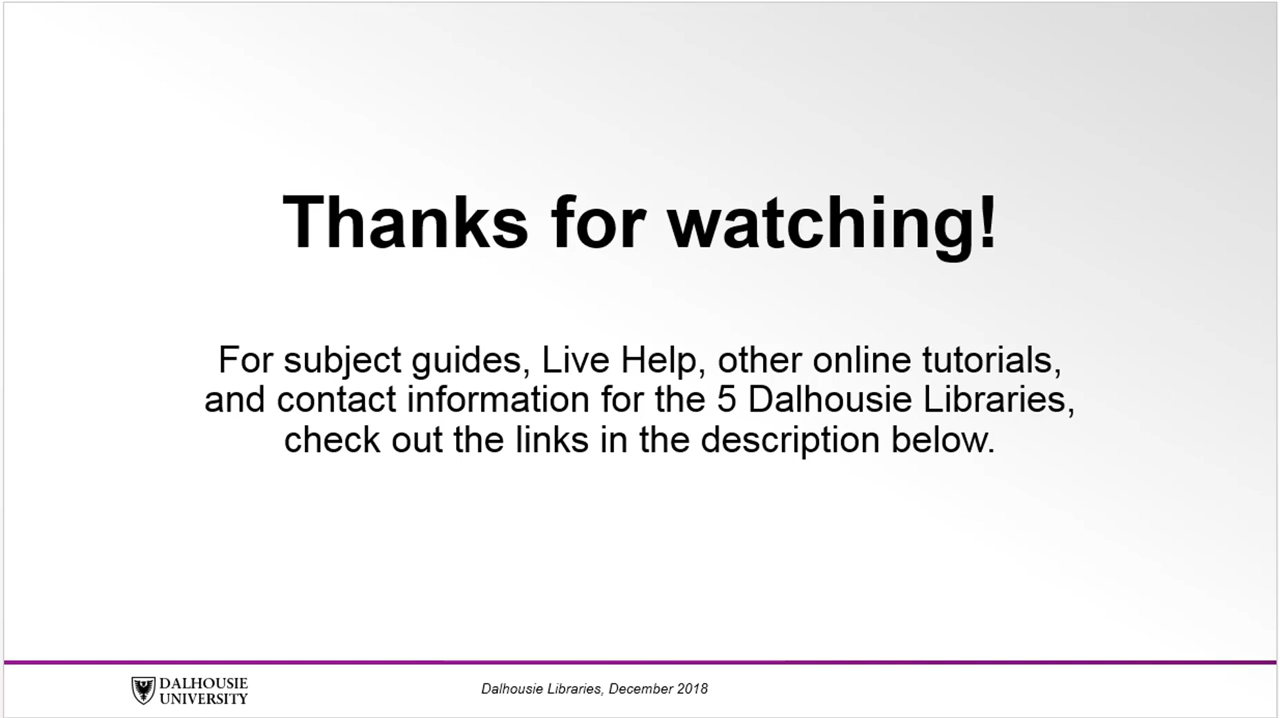 Thanks for watching!
For subject guides, Live Help, other online tutorials,
and contact information for the 5 Dalhousie Libraries,
check out the links in the description below.
DALHOUSIE
UNIVERSITY
Dalhousie Libraries, December 2018